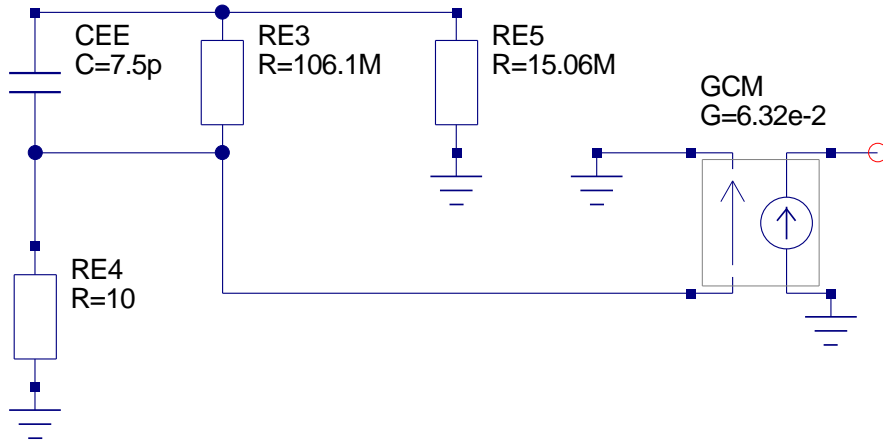 CEE
C=7.5p
RE3
R=106.1M
RE5
R=15.06M
GCM
G=6.32e-2
RE4
R=10